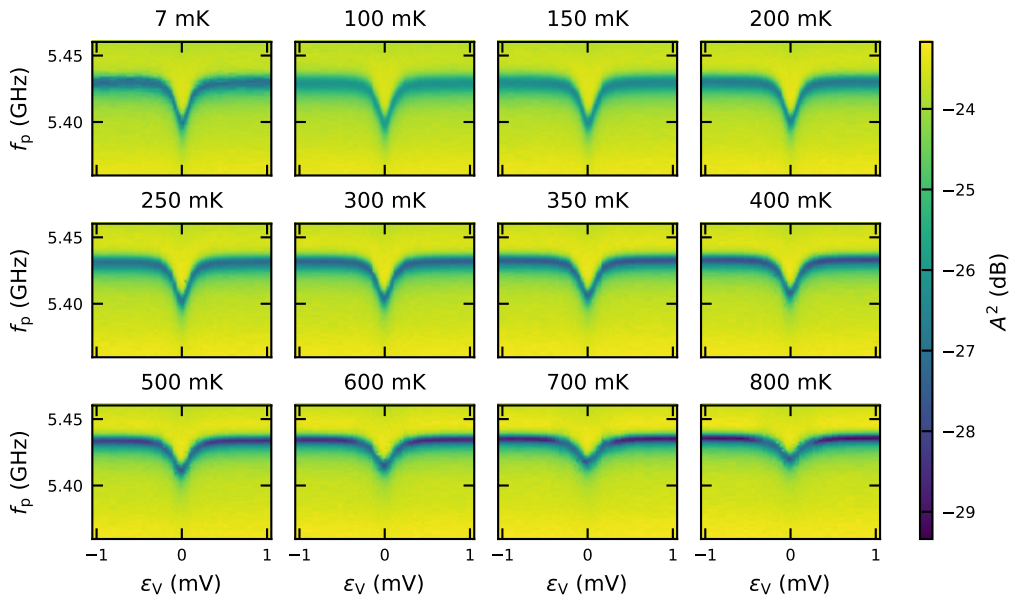 7 mK 100 mK 150 mK 200 mK
5.45
5.40
f_p (GHz)
250 mK 300 mK 350 mK 400 mK
5.45
5.40
f_p (GHz)
500 mK 600 mK 700 mK 800 mK
5.45
5.40
f_p (GHz)
−1 0 1 −1 0 1 −1 0 1 −1 0 1
ε_V (mV) ε_V (mV) ε_V (mV) ε_V (mV)
−24
−25
−26
−27
−28
−29
A² (dB)